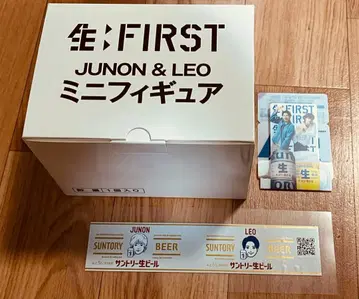 生:FIRST
JUNON & LEO
ミニフィギュア
FIRST
生
JUNON
LEO
SUNTORY
BEER
SUNTORY
BEER
サントリー生ビール
サントリー生ビール